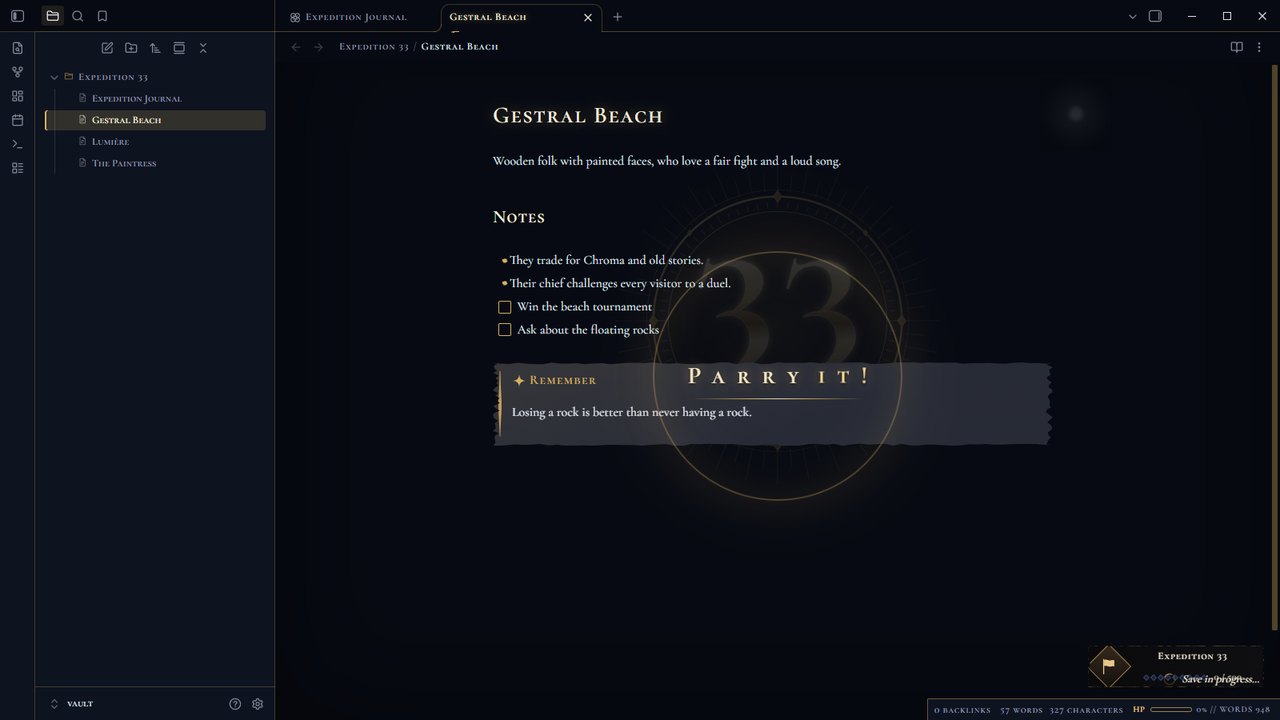 Expedition Journal
Gestral Beach
Expedition 33 / Gestral Beach
Expedition 33
Expedition Journal
Gestral Beach
Lumière
The Paintress
Gestral Beach
Wooden folk with painted faces, who love a fair fight and a loud song.
Notes
They trade for Chroma and old stories.
Their chief challenges every visitor to a duel.
Win the beach tournament
Ask about the floating rocks
33
Parry it!
Remember
Losing a rock is better than never having a rock.
Expedition 33
Save in progress...
VAULT
0 BACKLINKS 57 WORDS 327 CHARACTERS HP 0% // WORDS 948